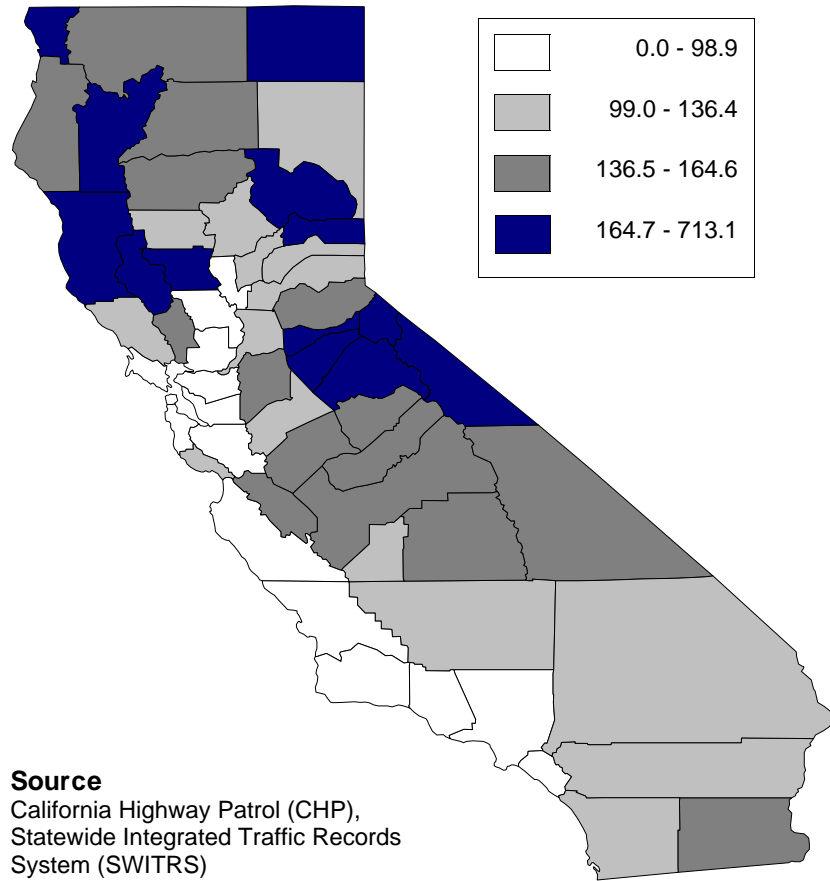 0.0 - 98.9
99.0 - 136.4
136.5 - 164.6
164.7 - 713.1
Source
California Highway Patrol (CHP),
Statewide Integrated Traffic Records
System (SWITRS)